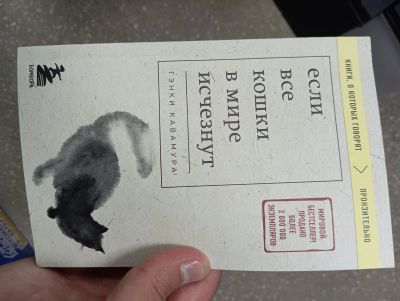 КНИГИ, О КОТОРЫХ ГОВОРЯТ
ПРОНЗИТЕЛЬНО
если
все
кошки
в мире
исчезнут
ГЭНКИ КАВАМУРА
МИРОВОЙ
БЕСТСЕЛЛЕР!
ПРОДАНО
БОЛЕЕ
2 000 000
ЭКЗЕМПЛЯРОВ
БОМБОРА